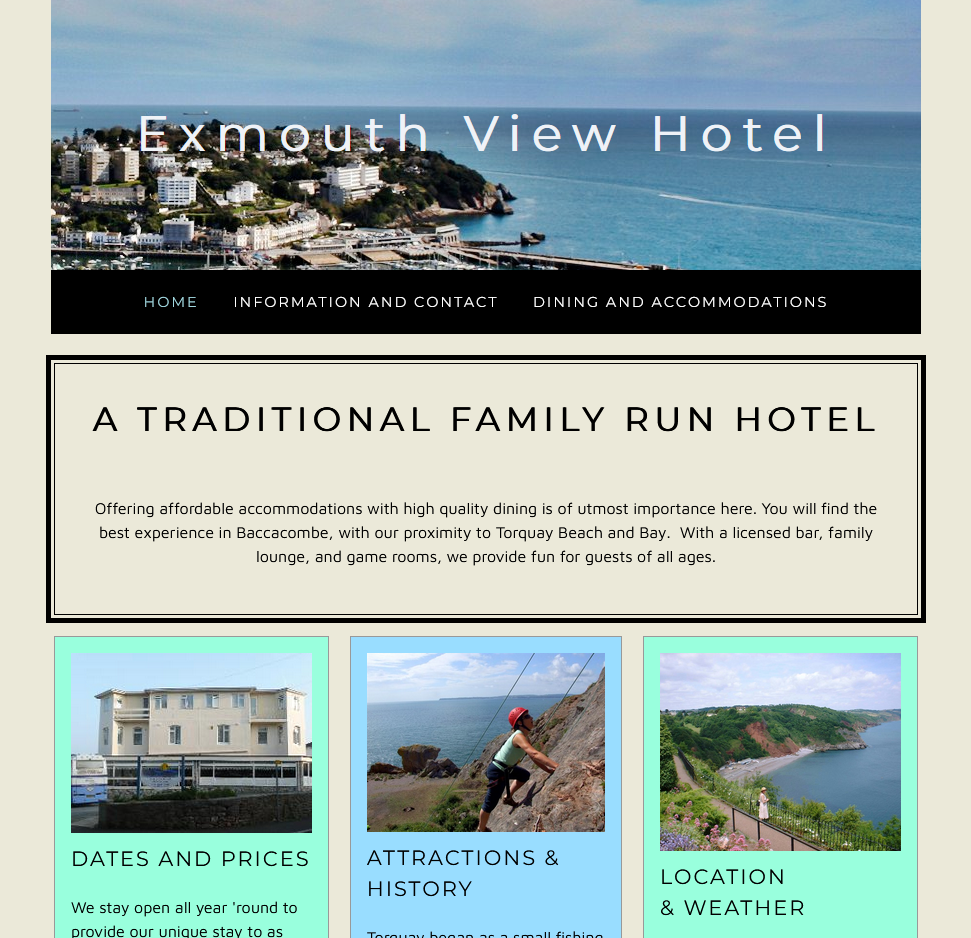 Exmouth View Hotel
HOME INFORMATION AND CONTACT DINING AND ACCOMMODATIONS
A TRADITIONAL FAMILY RUN HOTEL
Offering affordable accommodations with high quality dining is of utmost importance here. You will find the
best experience in Baccacombe, with our proximity to Torquay Beach and Bay.  With a licensed bar, family
lounge, and game rooms, we provide fun for guests of all ages.
DATES AND PRICES
We stay open all year 'round to
provide our unique stay to as
ATTRACTIONS &
HISTORY
Torquay began as a small fishing
LOCATION
& WEATHER